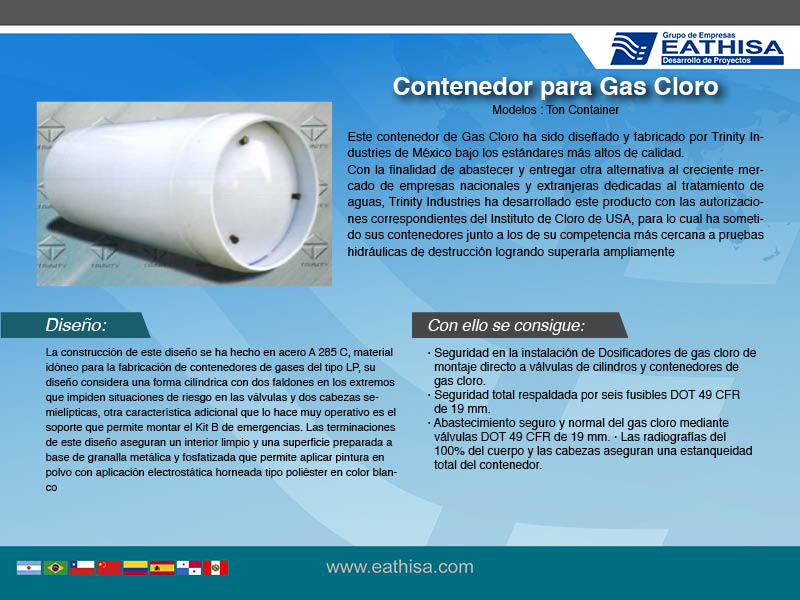 Grupo de Empresas
EATHISA
Desarrollo de Proyectos
Contenedor para Gas Cloro
Modelos : Ton Container
Este contenedor de Gas Cloro ha sido diseñado y fabricado por Trinity In-
dustries de México bajo los estándares más altos de calidad.
Con la finalidad de abastecer y entregar otra alternativa al creciente mer-
cado de empresas nacionales y extranjeras dedicadas al tratamiento de
aguas, Trinity Industries ha desarrollado este producto con las autorizacio-
nes correspondientes del Instituto de Cloro de USA, para lo cual ha someti-
do sus contenedores junto a los de su competencia más cercana a pruebas
hidráulicas de destrucción logrando superarla ampliamente
TRINITY
TRINITY
TRINITY
Diseño:
La construcción de este diseño se ha hecho en acero A 285 C, material
idóneo para la fabricación de contenedores de gases del tipo LP, su
diseño considera una forma cilíndrica con dos faldones en los extremos
que impiden situaciones de riesgo en las válvulas y dos cabezas se-
mielípticas, otra característica adicional que lo hace muy operativo es el
soporte que permite montar el Kit B de emergencias. Las terminaciones
de este diseño aseguran un interior limpio y una superficie preparada a
base de granalla metálica y fosfatizada que permite aplicar pintura en
polvo con aplicación electrostática horneada tipo poliéster en color blan-
co
Con ello se consigue:
· Seguridad en la instalación de Dosificadores de gas cloro de
montaje directo a válvulas de cilindros y contenedores de
gas cloro.
· Seguridad total respaldada por seis fusibles DOT 49 CFR
de 19 mm.
· Abastecimiento seguro y normal del gas cloro mediante
válvulas DOT 49 CFR de 19 mm. · Las radiografías del
100% del cuerpo y las cabezas aseguran una estanqueidad
total del contenedor.
www.eathisa.com